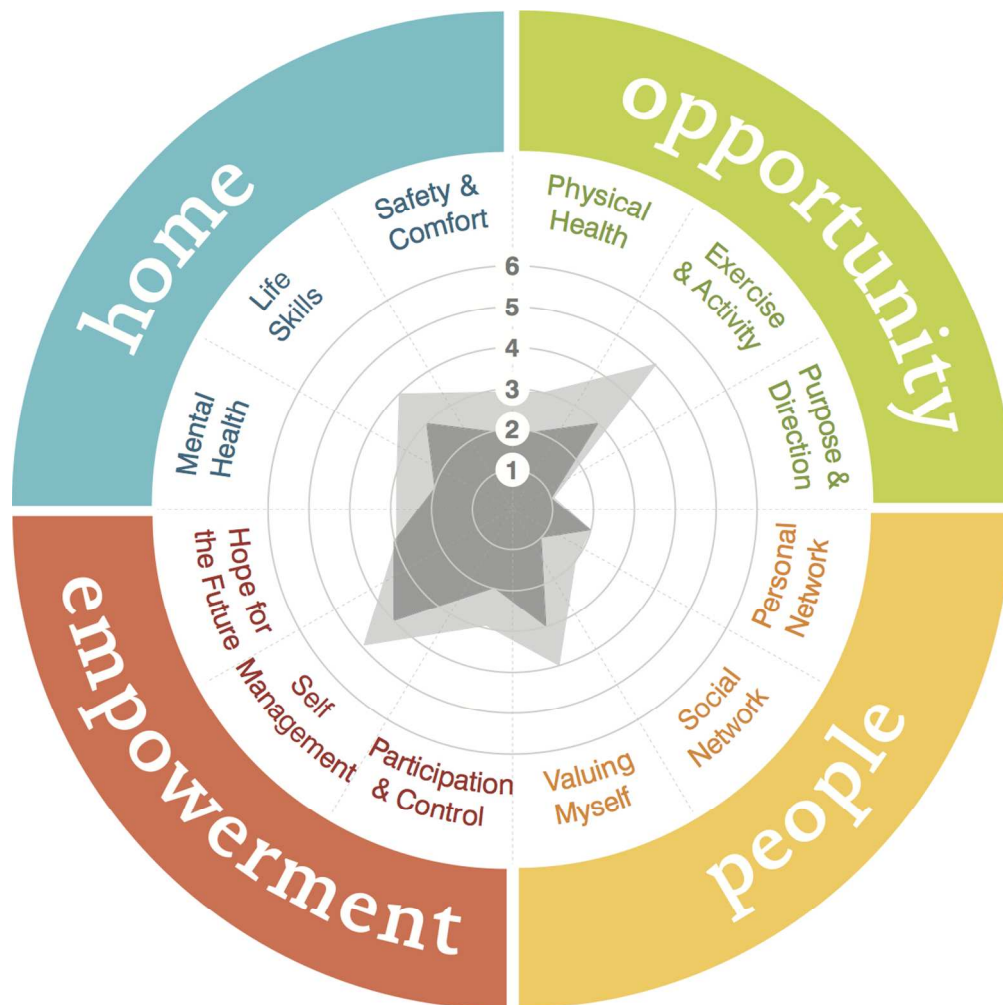 home
opportunity
Safety &
Comfort
Physical
Health
Life
Skills
Exercise
& Activity
Mental
Health
Purpose &
Direction
6
5
4
3
2
1
Hope for
the Future
Personal
Network
Self
Management
Social
Network
Participation
& Control
Valuing
Myself
empowerment
people